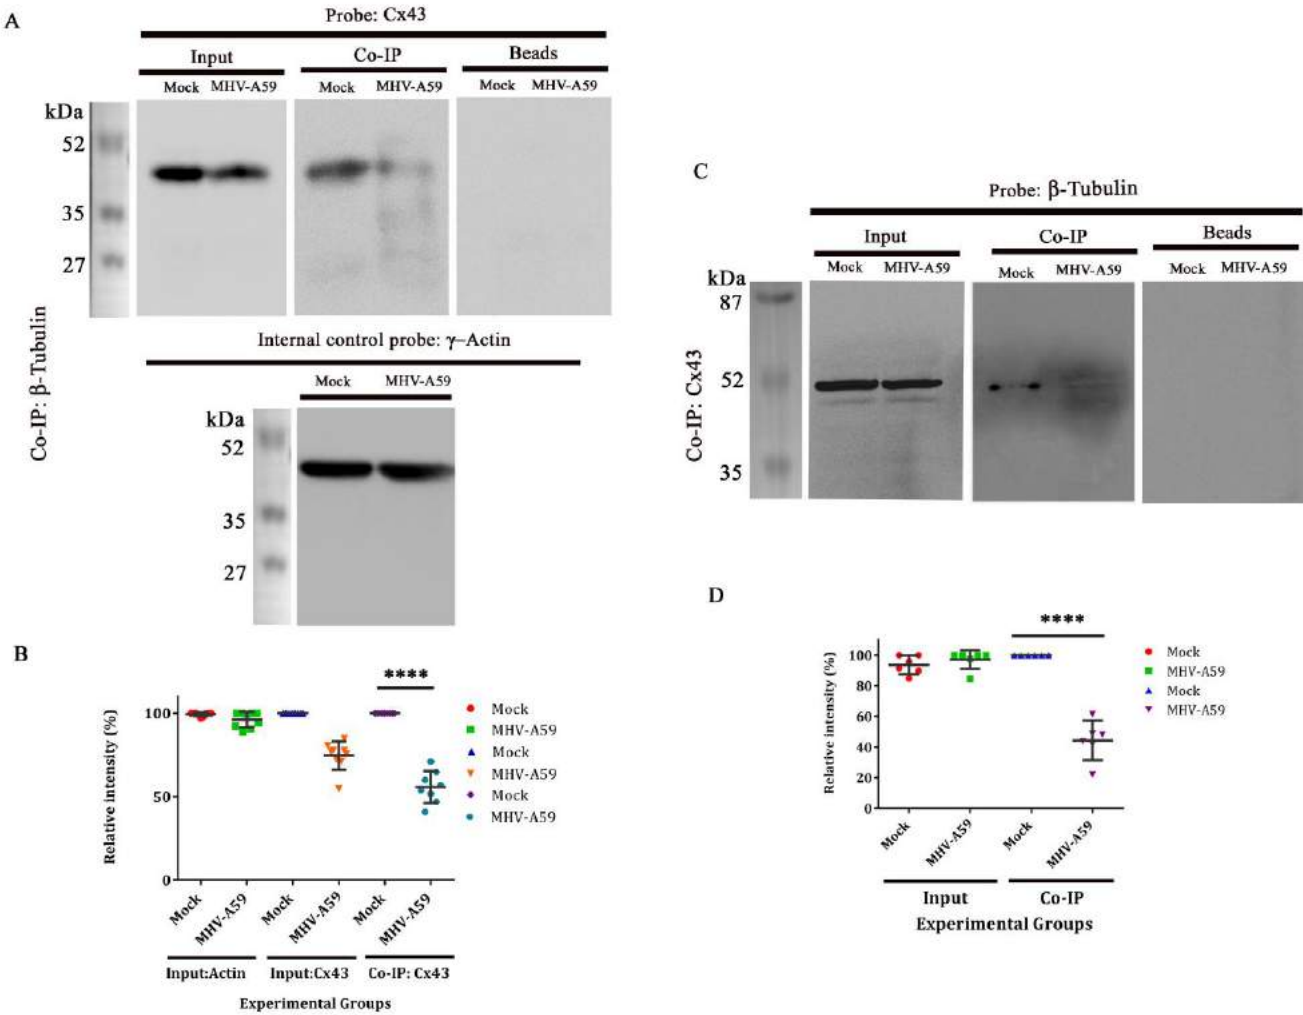 A
Probe: Cx43
Input Co-IP Beads
Mock MHV-A59 Mock MHV-A59 Mock MHV-A59
kDa
52
35
27
Co-IP: β-Tubulin
Internal control probe: γ-Actin
Mock MHV-A59
kDa
52
35
27
B
Relative intensity (%)
100
50
0
****
Mock
MHV-A59
Mock
MHV-A59
Mock
MHV-A59
Mock MHV-A59 Mock MHV-A59 Mock MHV-A59
Input:Actin Input:Cx43 Co-IP: Cx43
Experimental Groups
C
Probe: β-Tubulin
Input Co-IP Beads
Mock MHV-A59 Mock MHV-A59 Mock MHV-A59
kDa
87
52
35
Co-IP: Cx43
D
Relative intensity (%)
100
80
60
40
20
0
****
Mock
MHV-A59
Mock
MHV-A59
Mock MHV-A59 Mock MHV-A59
Input Co-IP
Experimental Groups